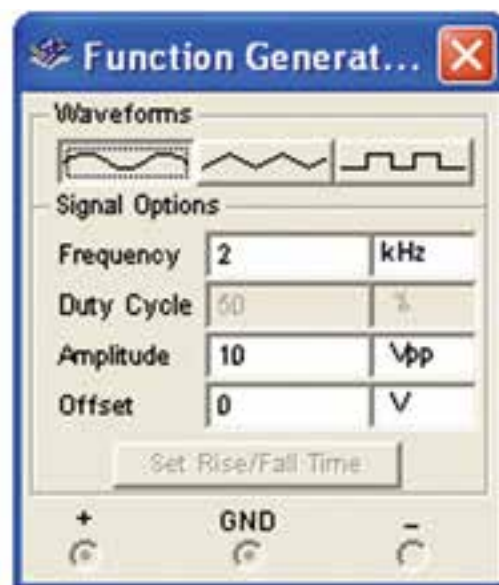 Function Generat...
Waveforms
Signal Options
Frequency 2 kHz
Duty Cycle 50 %
Amplitude 10 Vpp
Offset 0 V
Set Rise/Fall Time
+ GND −